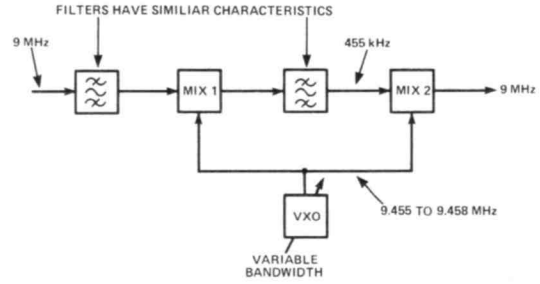 FILTERS HAVE SIMILIAR CHARACTERISTICS
9 MHz
455 kHz
MIX 1
MIX 2
9 MHz
VXO
9.455 TO 9.458 MHz
VARIABLE
BANDWIDTH